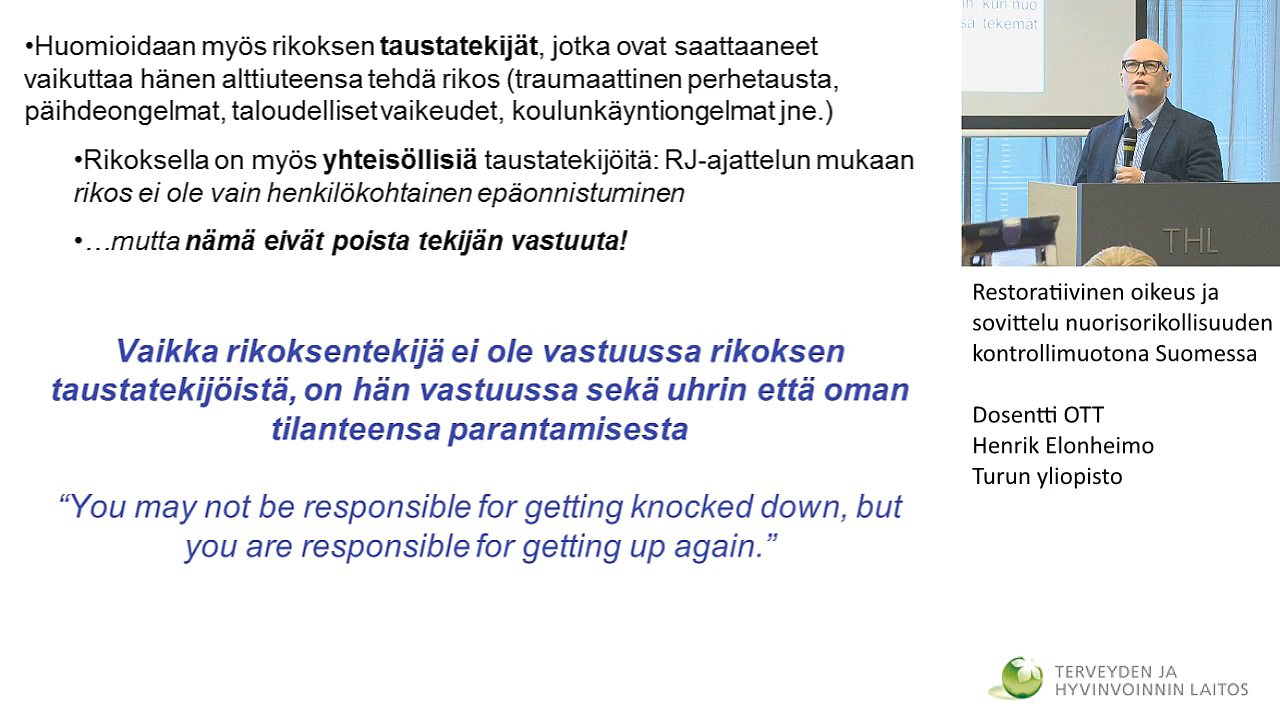 •Huomioidaan myös rikoksen taustatekijät, jotka ovat saattaneet
vaikuttaa hänen alttiuteensa tehdä rikos (traumaattinen perhetausta,
päihdeongelmat, taloudelliset vaikeudet, koulunkäyntiongelmat jne.)
•Rikoksella on myös yhteisöllisiä taustatekijöitä: RJ-ajattelun mukaan
rikos ei ole vain henkilökohtainen epäonnistuminen
•…mutta nämä eivät poista tekijän vastuuta!
Vaikka rikoksentekijä ei ole vastuussa rikoksen
taustatekijöistä, on hän vastuussa sekä uhrin että oman
tilanteensa parantamisesta
“You may not be responsible for getting knocked down, but
you are responsible for getting up again.”
kun nuo
tekemät
THL
Restoratiivinen oikeus ja
sovittelu nuorisorikollisuuden
kontrollimuotona Suomessa
Dosentti OTT
Henrik Elonheimo
Turun yliopisto
TERVEYDEN JA
HYVINVOINNIN LAITOS